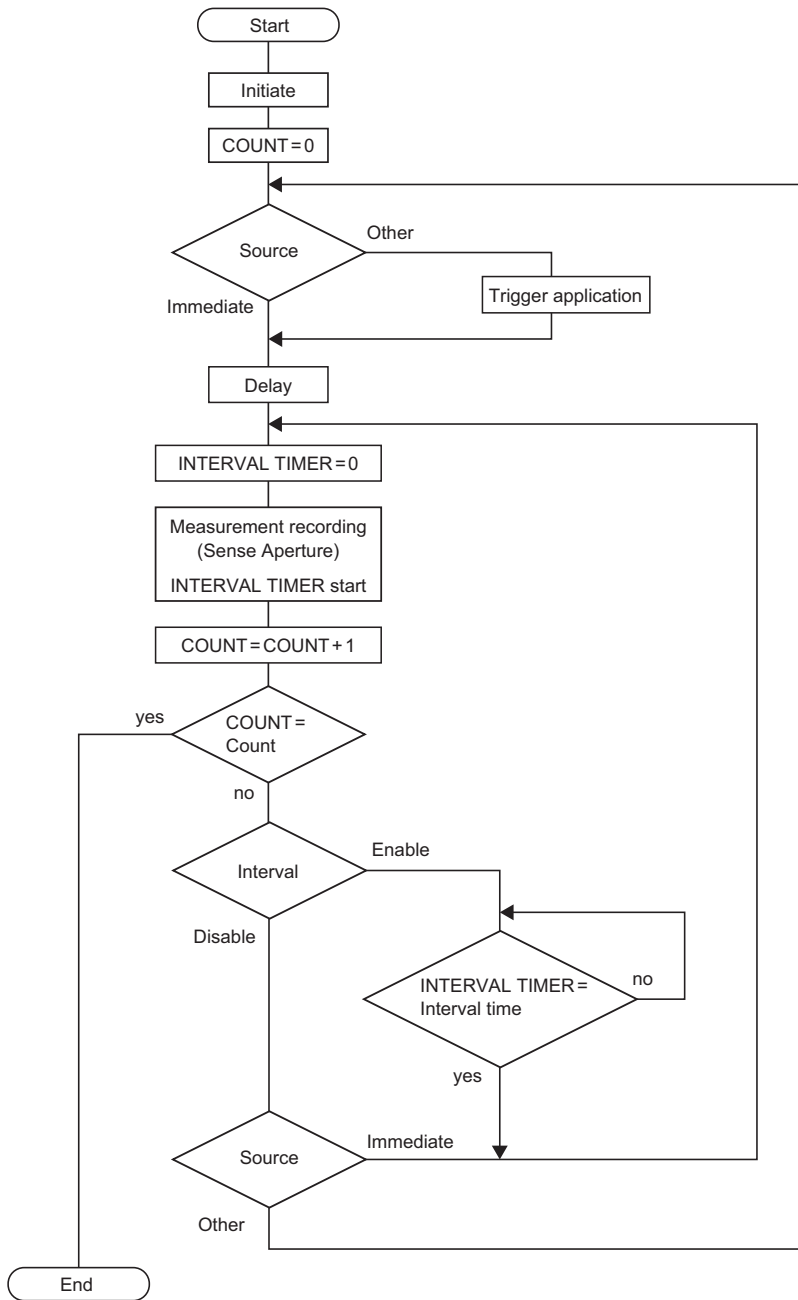 Start
Initiate
COUNT=0
Source
Other
Trigger application
Immediate
Delay
INTERVAL TIMER=0
Measurement recording
(Sense Aperture)
INTERVAL TIMER start
COUNT=COUNT+1
yes
COUNT=
Count
no
Interval
Enable
Disable
INTERVAL TIMER=
Interval time
no
yes
Source
Immediate
Other
End